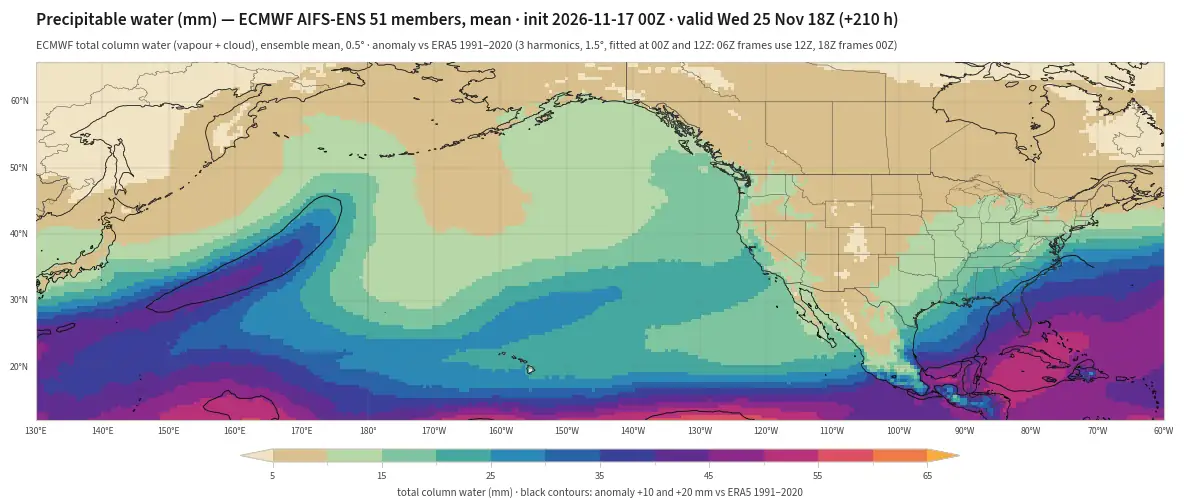 Precipitable water (mm) — ECMWF AIFS-ENS 51 members, mean · init 2026-11-17 00Z · valid Wed 25 Nov 18Z (+210 h)
ECMWF total column water (vapour + cloud), ensemble mean, 0.5° · anomaly vs ERA5 1991–2020 (3 harmonics, 1.5°, fitted at 00Z and 12Z: 06Z frames use 12Z, 18Z frames 00Z)
60°N
50°N
40°N
30°N
20°N
130°E 140°E 150°E 160°E 170°E 180° 170°W 160°W 150°W 140°W 130°W 120°W 110°W 100°W 90°W 80°W 70°W 60°W
5 15 25 35 45 55 65
total column water (mm) · black contours: anomaly +10 and +20 mm vs ERA5 1991–2020